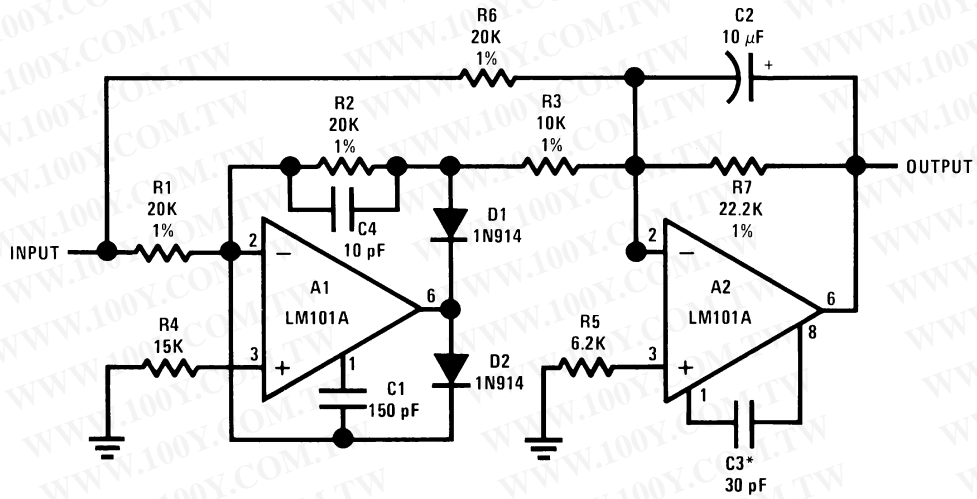 R6
20K
1%
C2
10 μF
+
R2
20K
1%
R3
10K
1%
OUTPUT
R1
20K
1%
C4
10 pF
D1
1N914
R7
22.2K
1%
INPUT
2
−
A1
LM101A
6
2
−
A2
LM101A
6
8
R4
15K
3
+
1
C1
150 pF
D2
1N914
R5
6.2K
3
+
1
C3*
30 pF
WWW.100Y.COM.TW